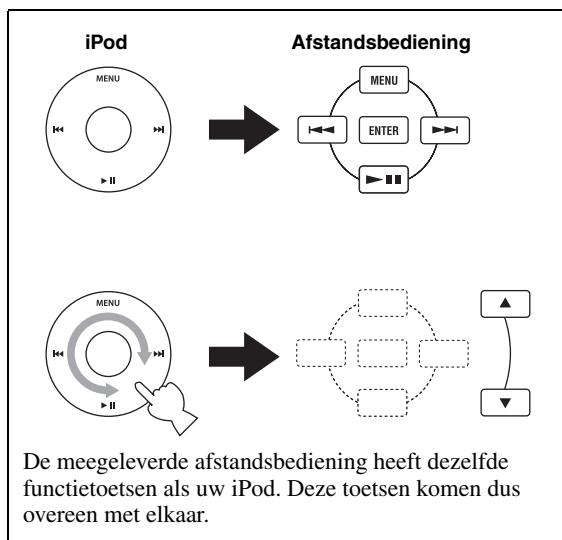 iPod
Afstandsbediening
MENU
MENU
ENTER
MENU
De meegeleverde afstandsbediening heeft dezelfde
functietoetsen als uw iPod. Deze toetsen komen dus
overeen met elkaar.